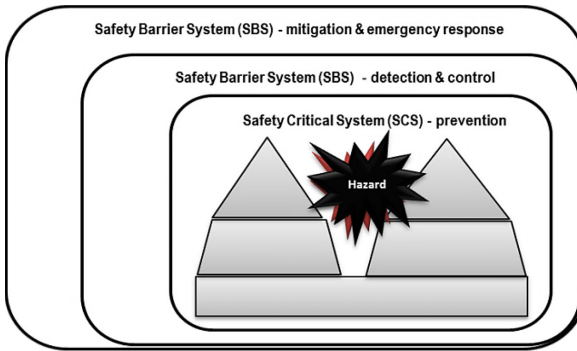 Safety Barrier System (SBS) - mitigation & emergency response
Safety Barrier System (SBS) - detection & control
Safety Critical System (SCS) - prevention
Hazard